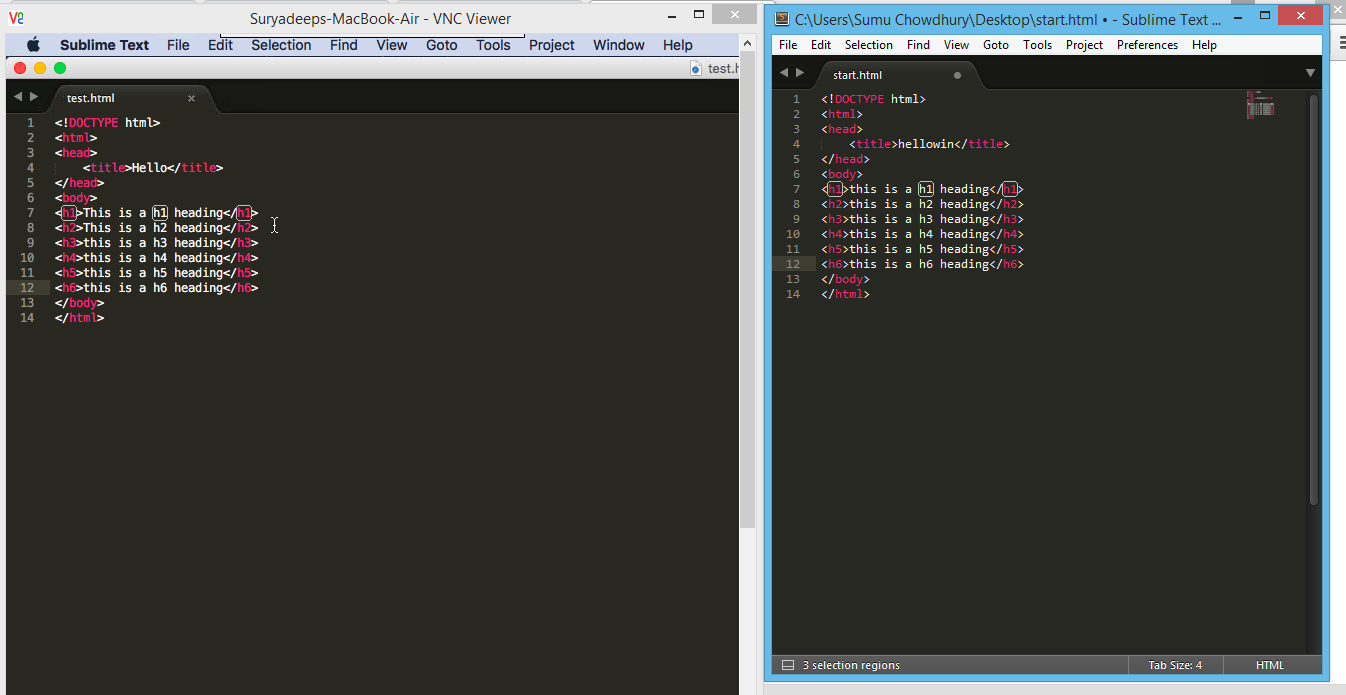 Suryadeeps-MacBook-Air - VNC Viewer
Sublime Text File Edit Selection Find View Goto Tools Project Window Help
test.h
test.html
1 <!DOCTYPE html>
2 <html>
3 <head>
4 <title>Hello</title>
5 </head>
6 <body>
7 <h1>This is a h1 heading</h1>
8 <h2>This is a h2 heading</h2>
9 <h3>this is a h3 heading</h3>
10 <h4>this is a h4 heading</h4>
11 <h5>this is a h5 heading</h5>
12 <h6>this is a h6 heading</h6>
13 </body>
14 </html>
C:\Users\Sumu Chowdhury\Desktop\start.html • - Sublime Text ...
File Edit Selection Find View Goto Tools Project Preferences Help
start.html
1 <!DOCTYPE html>
2 <html>
3 <head>
4 <title>hellowin</title>
5 </head>
6 <body>
7 <h1>this is a h1 heading</h1>
8 <h2>this is a h2 heading</h2>
9 <h3>this is a h3 heading</h3>
10 <h4>this is a h4 heading</h4>
11 <h5>this is a h5 heading</h5>
12 <h6>this is a h6 heading</h6>
13 </body>
14 </html>
3 selection regions Tab Size: 4 HTML